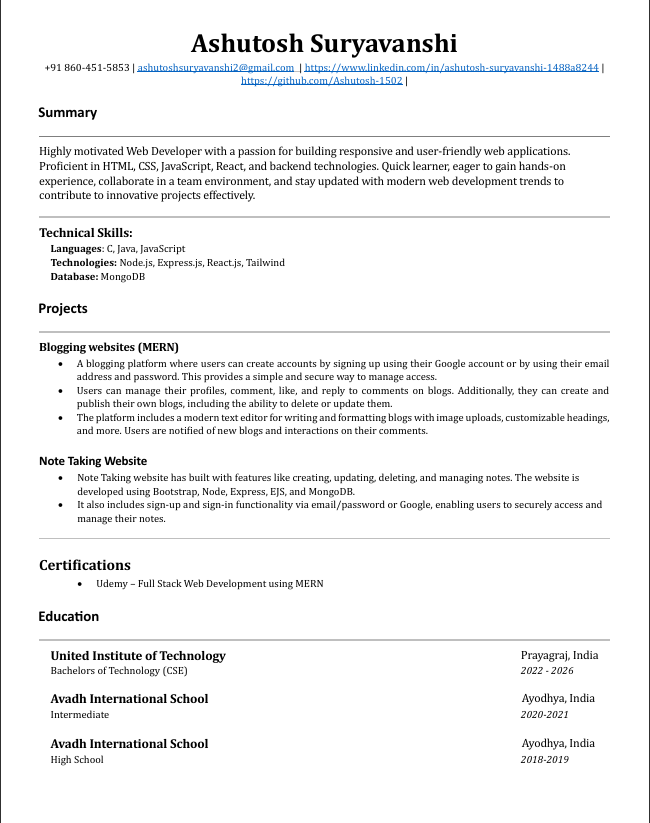 Ashutosh Suryavanshi
+91 860-451-5853 | ashutoshsuryavanshi2@gmail.com | https://www.linkedin.com/in/ashutosh-suryavanshi-1488a8244 |
https://github.com/Ashutosh-1502 |
Summary
Highly motivated Web Developer with a passion for building responsive and user-friendly web applications.
Proficient in HTML, CSS, JavaScript, React, and backend technologies. Quick learner, eager to gain hands-on
experience, collaborate in a team environment, and stay updated with modern web development trends to
contribute to innovative projects effectively.
Technical Skills:
Languages: C, Java, JavaScript
Technologies: Node.js, Express.js, React.js, Tailwind
Database: MongoDB
Projects
Blogging websites (MERN)
• A blogging platform where users can create accounts by signing up using their Google account or by using their email
address and password. This provides a simple and secure way to manage access.
• Users can manage their profiles, comment, like, and reply to comments on blogs. Additionally, they can create and
publish their own blogs, including the ability to delete or update them.
• The platform includes a modern text editor for writing and formatting blogs with image uploads, customizable headings,
and more. Users are notified of new blogs and interactions on their comments.
Note Taking Website
• Note Taking website has built with features like creating, updating, deleting, and managing notes. The website is
developed using Bootstrap, Node, Express, EJS, and MongoDB.
• It also includes sign-up and sign-in functionality via email/password or Google, enabling users to securely access and
manage their notes.
Certifications
• Udemy – Full Stack Web Development using MERN
Education
United Institute of Technology Prayagraj, India
Bachelors of Technology (CSE) 2022 - 2026
Avadh International School Ayodhya, India
Intermediate 2020-2021
Avadh International School Ayodhya, India
High School 2018-2019